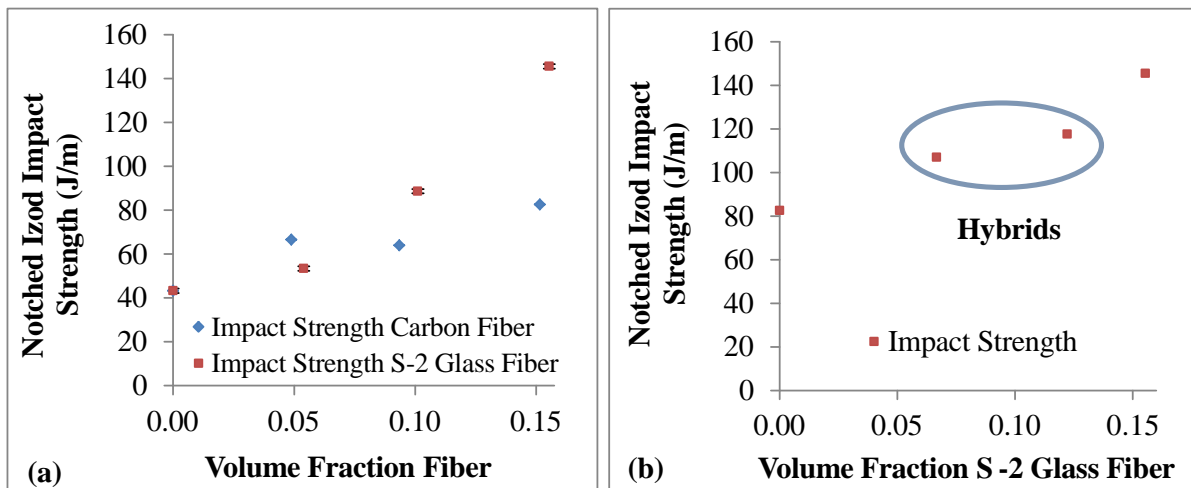 160
140
120
100
80
60
40
20
0
Notched Izod Impact
Strength (J/m)
Impact Strength Carbon Fiber
Impact Strength S-2 Glass Fiber
0.00 0.05 0.10 0.15
Volume Fraction Fiber
(a)
160
140
120
100
80
60
40
20
0
Notched Izod Impact
Strength (J/m)
Hybrids
Impact Strength
0.00 0.05 0.10 0.15
Volume Fraction S -2 Glass Fiber
(b)